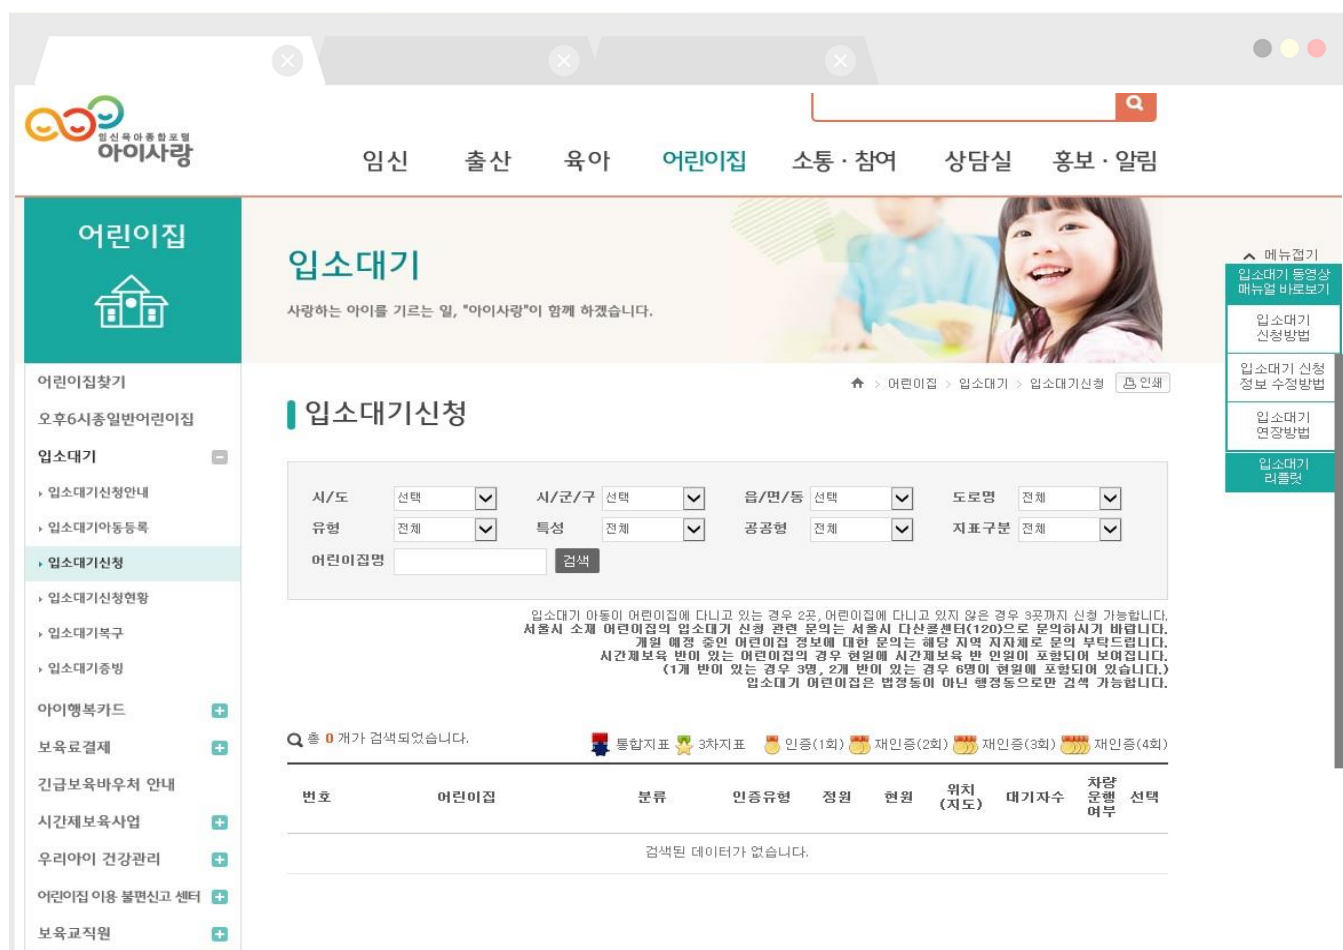 임신육아종합포털
아이사랑
임신 출산 육아 어린이집 소통 · 참여 상담실 홍보 · 알림
어린이집
입소대기
사랑하는 아이를 기르는 일, "아이사랑"이 함께 하겠습니다.
메뉴접기
입소대기 동영상
매뉴얼 바로보기
입소대기
신청방법
입소대기 신청
정보 수정방법
입소대기
연장방법
입소대기
리플릿
어린이집찾기
오후6시종일반어린이집
입소대기
입소대기신청안내
입소대기아동등록
입소대기신청
입소대기신청현황
입소대기복구
입소대기증빙
아이행복카드
보육료결제
긴급보육바우처 안내
시간제보육사업
우리아이 건강관리
어린이집 이용 불편신고 센터
보육교직원
> 어린이집 > 입소대기 > 입소대기신청 인쇄
입소대기신청
시/도 선택 시/군/구 선택 읍/면/동 선택 도로명 전체
유형 전체 특성 전체 공공형 전체 지표구분 전체
어린이집명 검색
입소대기 아동이 어린이집에 다니고 있는 경우 2곳, 어린이집에 다니고 있지 않은 경우 3곳까지 신청 가능합니다.
서울시 소재 어린이집의 입소대기 신청 관련 문의는 서울시 다산콜센터(120)으로 문의하시기 바랍니다.
개원 예정 중인 어린이집 정보에 대한 문의는 해당 지역 지자체로 문의 부탁드립니다.
시간제보육 반이 있는 어린이집의 경우 현원에 시간제보육 반 인원이 포함되어 보여집니다.
(1개 반이 있는 경우 3명, 2개 반이 있는 경우 6명이 현원에 포함되어 있습니다.)
입소대기 어린이집은 법정동이 아닌 행정동으로만 검색 가능합니다.
총 0 개가 검색되었습니다.
통합지표 3차지표 인증(1회) 재인증(2회) 재인증(3회) 재인증(4회)
번호 어린이집 분류 인증유형 정원 현원 위치 (지도) 대기자수 차량 운행 여부 선택
검색된 데이터가 없습니다.